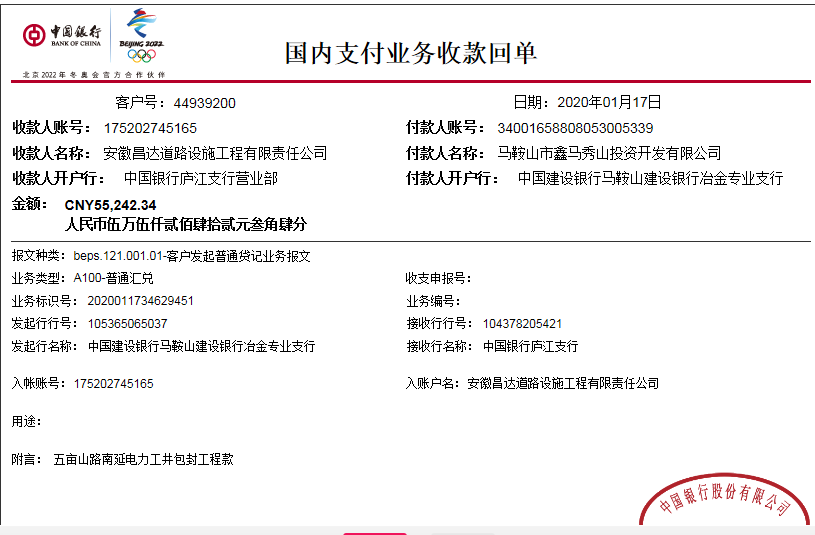 中国银行
BANK OF CHINA
BEIJING 2022
北京2022年冬奥会官方合作伙伴
国内支付业务收款回单
客户号：44939200 日期：2020年01月17日
收款人账号：175202745165 付款人账号：34001658808053005339
收款人名称：安徽昌达道路设施工程有限责任公司 付款人名称：马鞍山市鑫马秀山投资开发有限公司
收款人开户行：中国银行庐江支行营业部 付款人开户行：中国建设银行马鞍山建设银行冶金专业支行
金额：CNY55,242.34
人民币伍万伍仟贰佰肆拾贰元叁角肆分
报文种类：beps.121.001.01-客户发起普通贷记业务报文
业务类型：A100-普通汇兑 收支申报号：
业务标识号：2020011734629451 业务编号：
发起行行号：105365065037 接收行行号：104378205421
发起行名称：中国建设银行马鞍山建设银行冶金专业支行 接收行名称：中国银行庐江支行
入帐账号：175202745165 入账户名：安徽昌达道路设施工程有限责任公司
用途：
附言：五亩山路南延电力工井包封工程款
中国银行股份有限公司